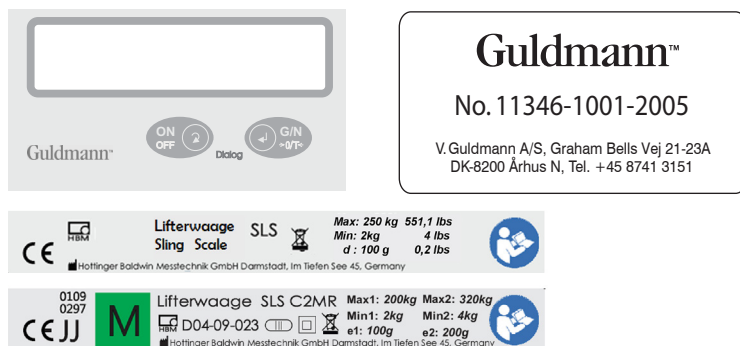 ON
OFF
G/N
→0/T←
Guldmann™
Dialog
Guldmann™
No. 11346-1001-2005
V. Guldmann A/S, Graham Bells Vej 21-23A
DK-8200 Århus N, Tel. +45 8741 3151
CE HBM Lifterwaage SLS
Sling Scale
Max: 250 kg 551,1 lbs
Min: 2kg 4 lbs
d : 100 g 0,2 lbs
Hottinger Baldwin Messtechnik GmbH Darmstadt, Im Tiefen See 45, Germany
0109
0297
CE JJ M
Lifterwaage SLS C2MR
HBM D04-09-023
Max1: 200kg Max2: 320kg
Min1: 2kg Min2: 4kg
e1: 100g e2: 200g
Hottinger Baldwin Messtechnik GmbH Darmstadt, Im Tiefen See 45, Germany